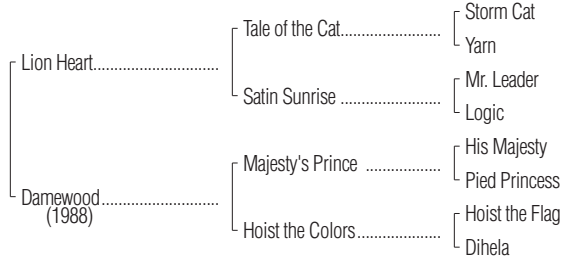 Storm Cat
Tale of the Cat
Yarn
Lion Heart
Mr. Leader
Satin Sunrise
Logic
His Majesty
Majesty's Prince
Pied Princess
Damewood
(1988)
Hoist the Flag
Hoist the Colors
Dihela